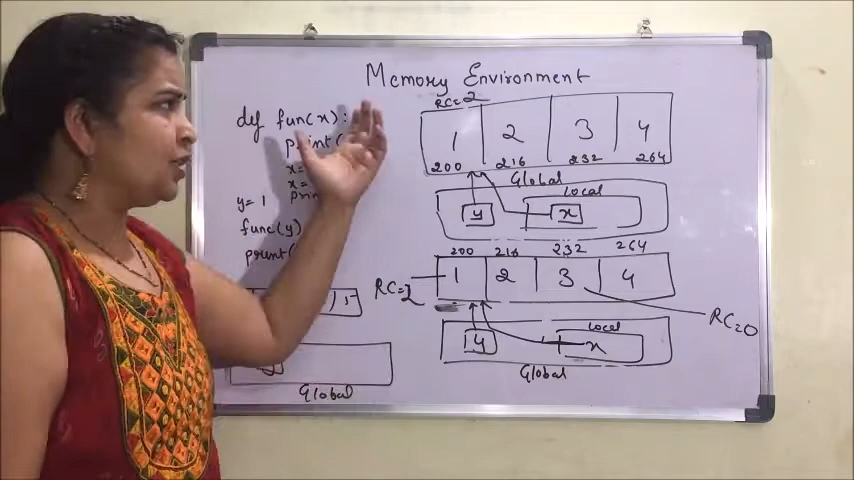 Memory Environment
def func(x):
x=
x=
y= 1
func(y)
Global
RC=2
1 2 3 4
200 216 232 264
Global
Local
y x
200 216 232 264
RC=2
1 2 3 4
RC=0
Local
y x
Global